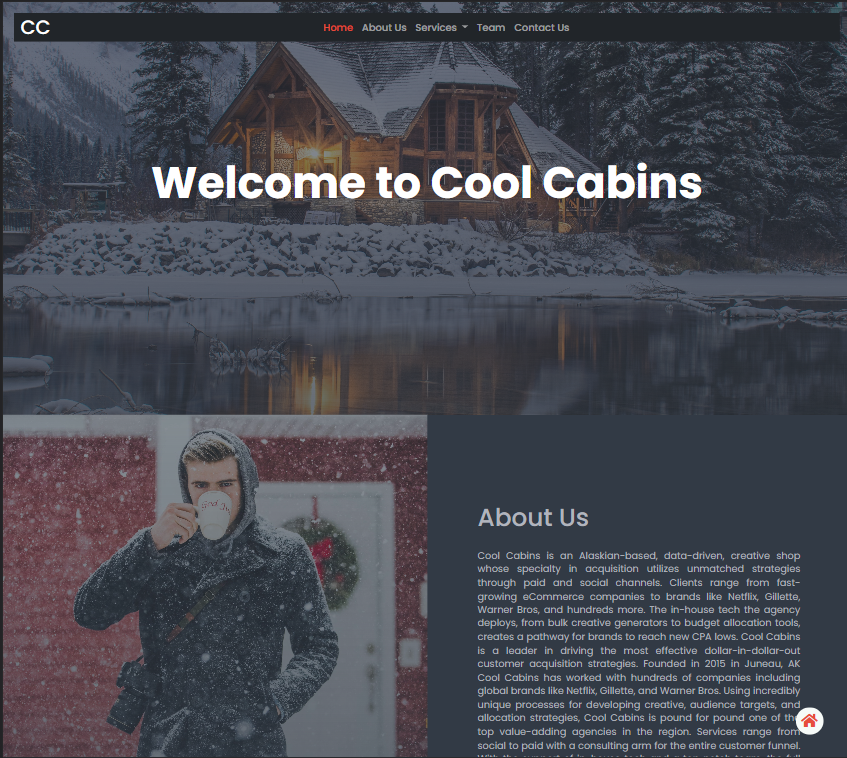 CC
Home About Us Services Team Contact Us
Welcome to Cool Cabins
About Us
Cool Cabins is an Alaskian-based, data-driven, creative shop
whose specialty in acquisition utilizes unmatched strategies
through paid and social channels. Clients range from fast-
growing eCommerce companies to brands like Netflix, Gillette,
Warner Bros, and hundreds more. The in-house tech the agency
deploys, from bulk creative generators to budget allocation tools,
creates a pathway for brands to reach new CPA lows. Cool Cabins
is a leader in driving the most effective dollar-in-dollar-out
customer acquisition strategies. Founded in 2015 in Juneau, AK
Cool Cabins has worked with hundreds of companies including
global brands like Netflix, Gillette, and Warner Bros. Using incredibly
unique processes for developing creative, audience targets, and
allocation strategies, Cool Cabins is pound for pound one of the
top value-adding agencies in the region. Services range from
social to paid with a consulting arm for the entire customer funnel.